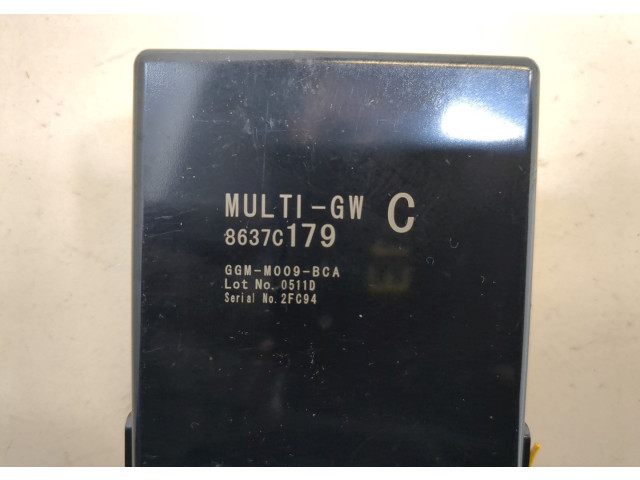 MULTI-GW C
8637C179
GGM-M009-BCA
Lot No. 0511D
Serial No. 2FC94